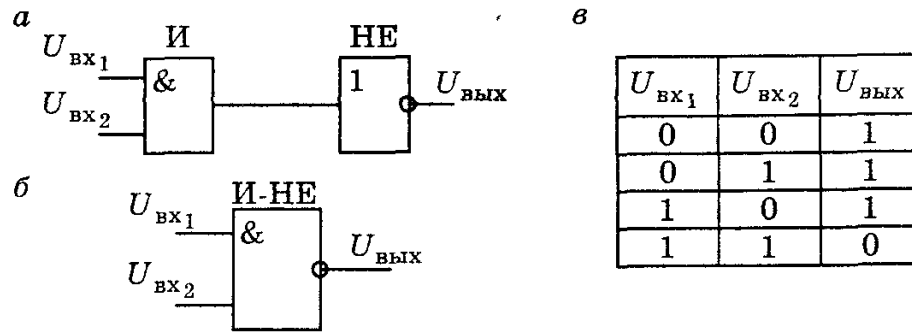 а
И
НЕ
U вх1
&
1
U вых
U вх2
б
И-НЕ
U вх1
&
U вых
U вх2
в
U вх1 U вх2 U вых
0 0 1
0 1 1
1 0 1
1 1 0